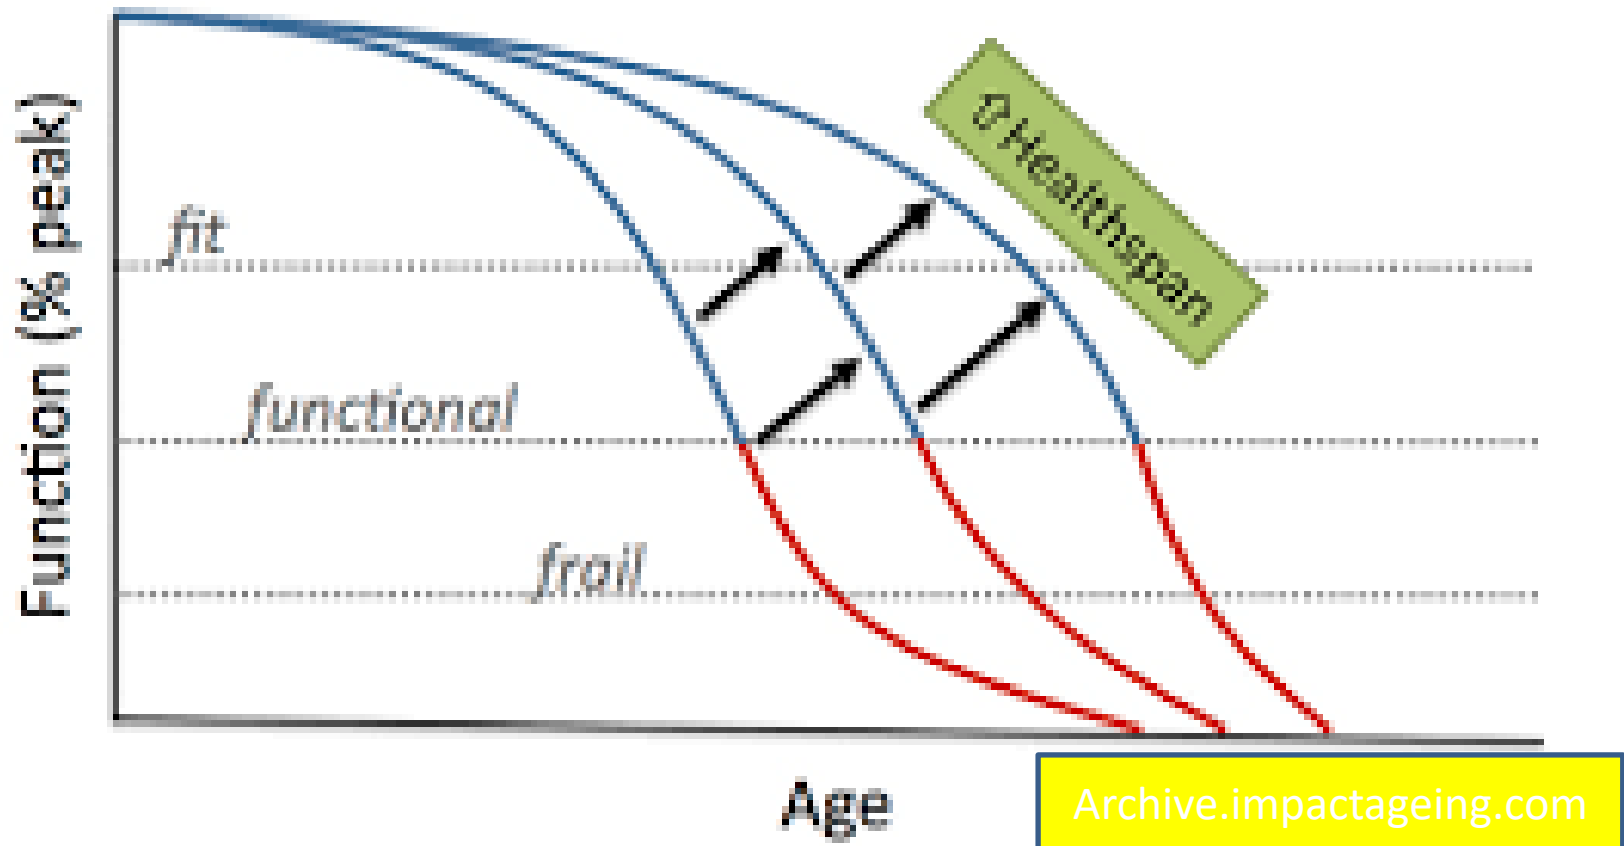 Function (% peak)
fit
functional
frail
⇧ Healthspan
Age
Archive.impactageing.com